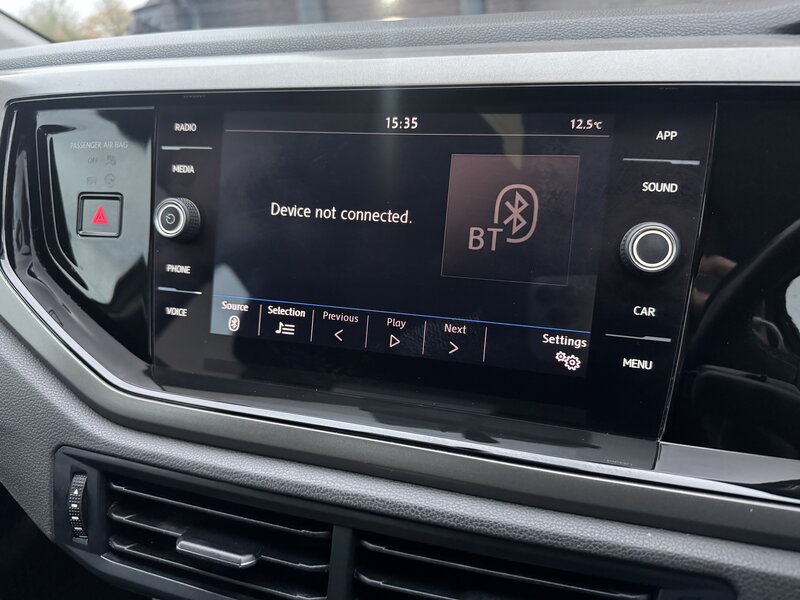 PASSENGER AIR BAG
RADIO
MEDIA
PHONE
VOICE
15:35
12.5°C
Device not connected.
BT
Source
Selection
Previous
Play
Next
Settings
APP
SOUND
CAR
MENU